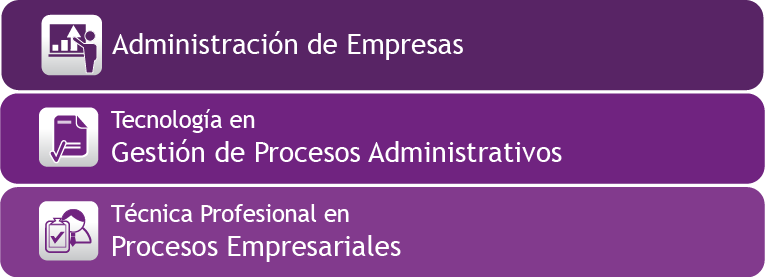 Administración de Empresas
Tecnología en
Gestión de Procesos Administrativos
Técnica Profesional en
Procesos Empresariales